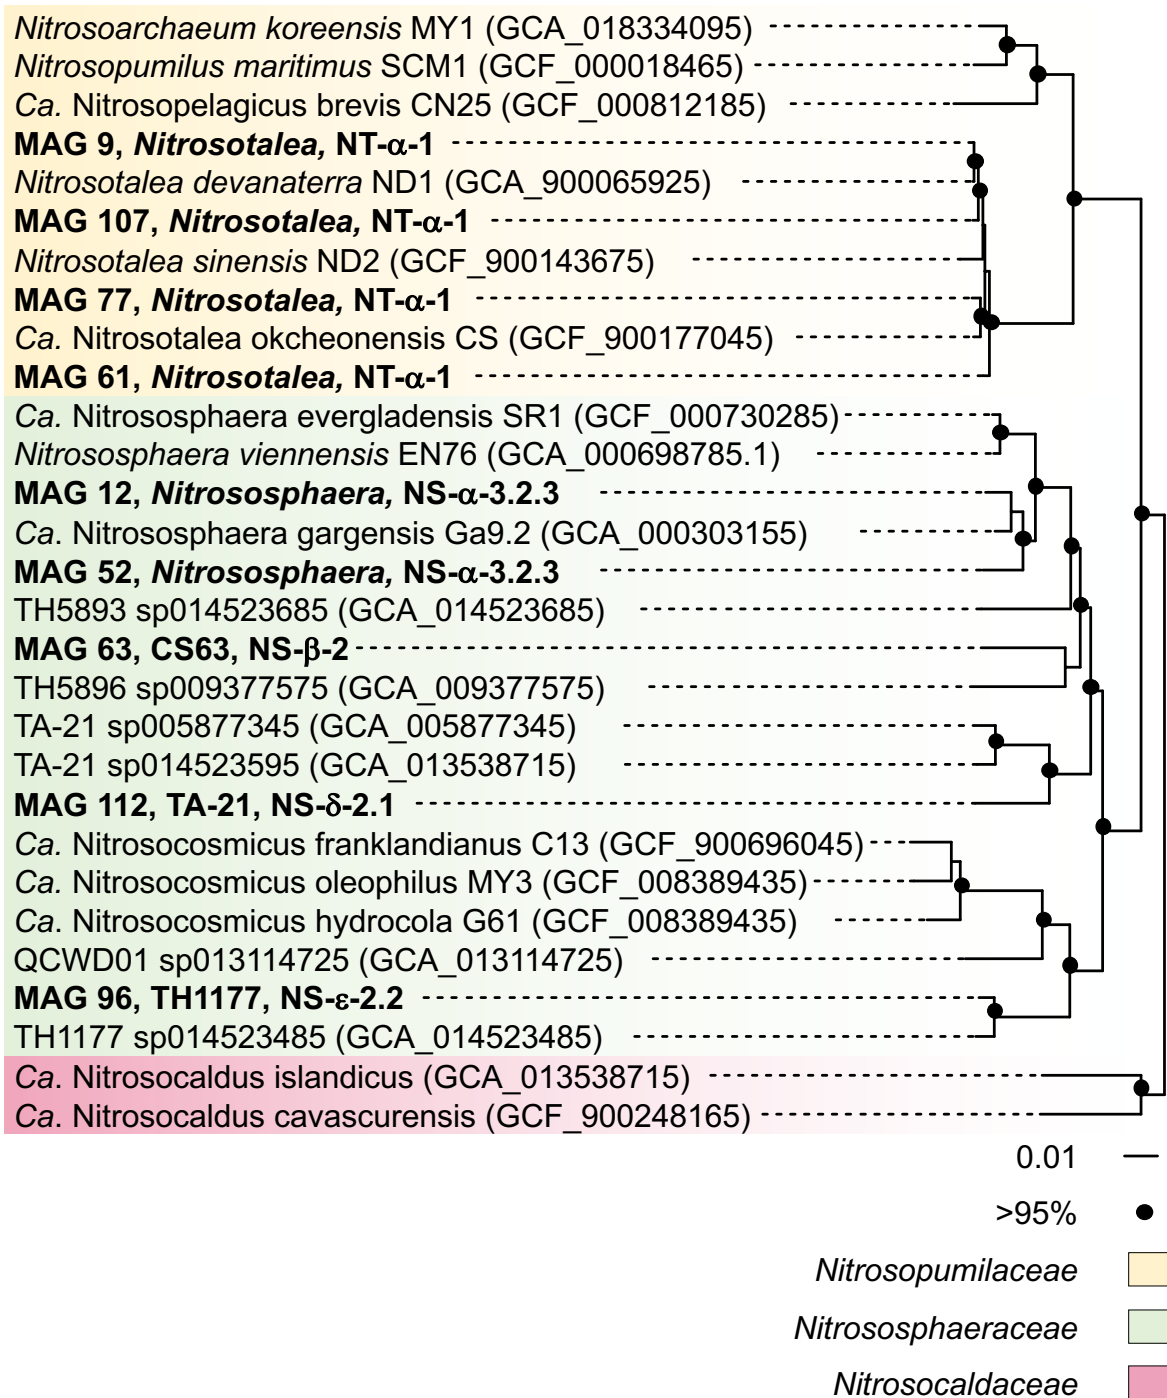 Nitrosoarchaeum koreensis MY1 (GCA_018334095)
Nitrosopumilus maritimus SCM1 (GCF_000018465)
Ca. Nitrosopelagicus brevis CN25 (GCF_000812185)
MAG 9, Nitrosotalea, NT-α-1
Nitrosotalea devanaterra ND1 (GCA_900065925)
MAG 107, Nitrosotalea, NT-α-1
Nitrosotalea sinensis ND2 (GCF_900143675)
MAG 77, Nitrosotalea, NT-α-1
Ca. Nitrosotalea okcheonensis CS (GCF_900177045)
MAG 61, Nitrosotalea, NT-α-1
Ca. Nitrososphaera evergladensis SR1 (GCF_000730285)
Nitrososphaera viennensis EN76 (GCA_000698785.1)
MAG 12, Nitrososphaera, NS-α-3.2.3
Ca. Nitrososphaera gargensis Ga9.2 (GCA_000303155)
MAG 52, Nitrososphaera, NS-α-3.2.3
TH5893 sp014523685 (GCA_014523685)
MAG 63, CS63, NS-β-2
TH5896 sp009377575 (GCA_009377575)
TA-21 sp005877345 (GCA_005877345)
TA-21 sp014523595 (GCA_013538715)
MAG 112, TA-21, NS-δ-2.1
Ca. Nitrosocosmicus franklandianus C13 (GCF_900696045)
Ca. Nitrosocosmicus oleophilus MY3 (GCF_008389435)
Ca. Nitrosocosmicus hydrocola G61 (GCF_008389435)
QCWD01 sp013114725 (GCA_013114725)
MAG 96, TH1177, NS-ε-2.2
TH1177 sp014523485 (GCA_014523485)
Ca. Nitrosocaldus islandicus (GCA_013538715)
Ca. Nitrosocaldus cavascurensis (GCF_900248165)
0.01
>95%
Nitrosopumilaceae
Nitrososphaeraceae
Nitrosocaldaceae